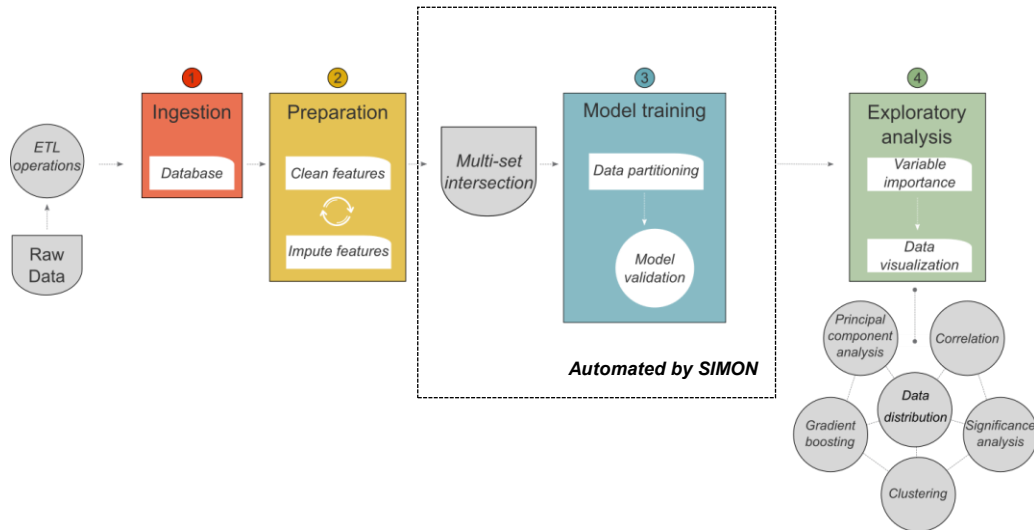 ETL
operations
Raw
Data
1
Ingestion
Database
2
Preparation
Clean features
Impute features
Multi-set
intersection
3
Model training
Data partitioning
Model
validation
Automated by SIMON
4
Exploratory
analysis
Variable
importance
Data
visualization
Principal
component
analysis
Correlation
Data
distribution
Gradient
boosting
Significance
analysis
Clustering